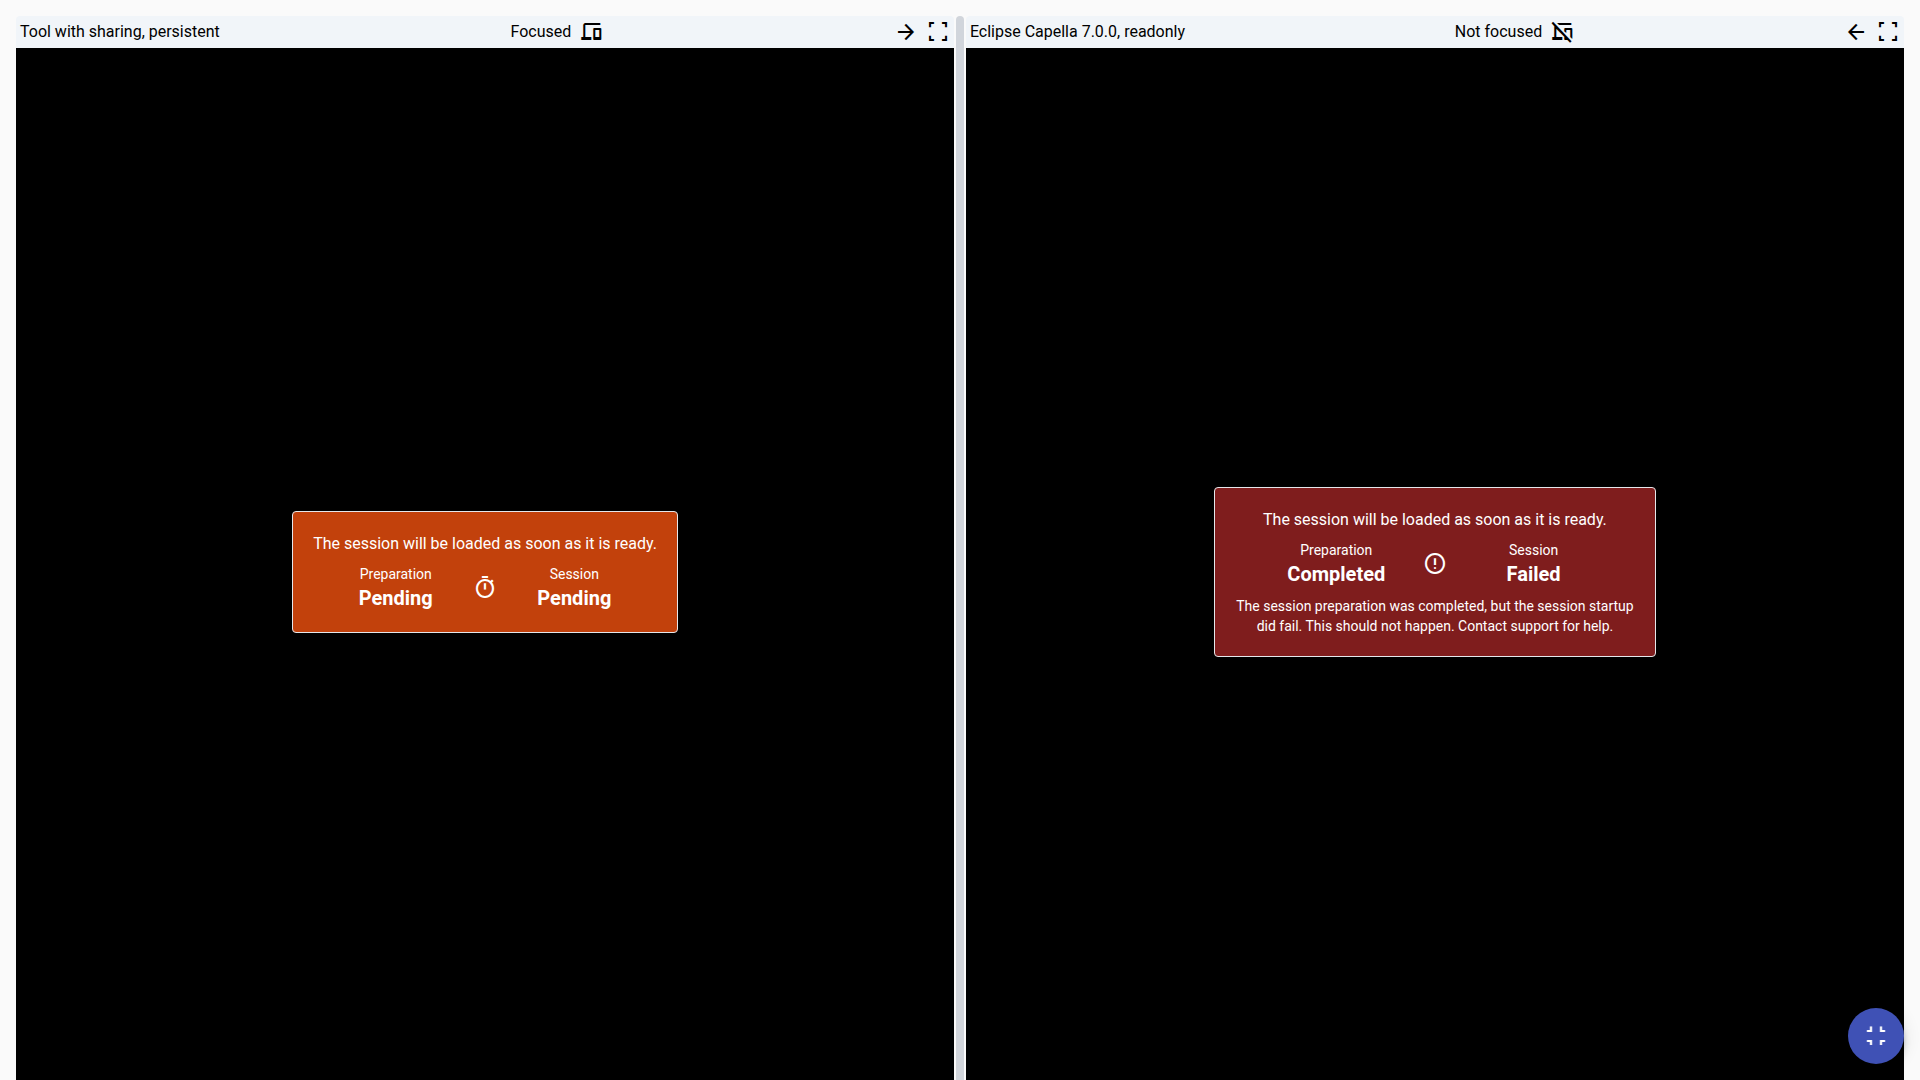 Tool with sharing, persistent
Focused
Eclipse Capella 7.0.0, readonly
Not focused
The session will be loaded as soon as it is ready.
Preparation
Pending
Session
Pending
The session will be loaded as soon as it is ready.
Preparation
Completed
Session
Failed
The session preparation was completed, but the session startup
did fail. This should not happen. Contact support for help.